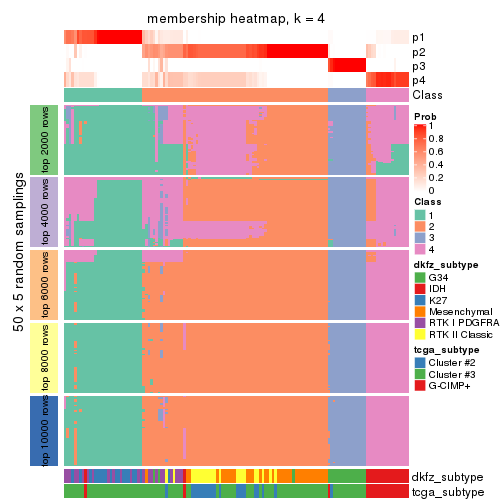 membership heatmap, k = 4
p1
p2
p3
p4
Class
50 x 5 random samplings
top 2000 rows
top 4000 rows
top 6000 rows
top 8000 rows
top 10000 rows
Prob
1
0.8
0.6
0.4
0.2
0
Class
1
2
3
4
dkfz_subtype
G34
IDH
K27
Mesenchymal
RTK I PDGFRA
RTK II Classic
tcga_subtype
Cluster #2
Cluster #3
G-CIMP+
dkfz_subtype
tcga_subtype